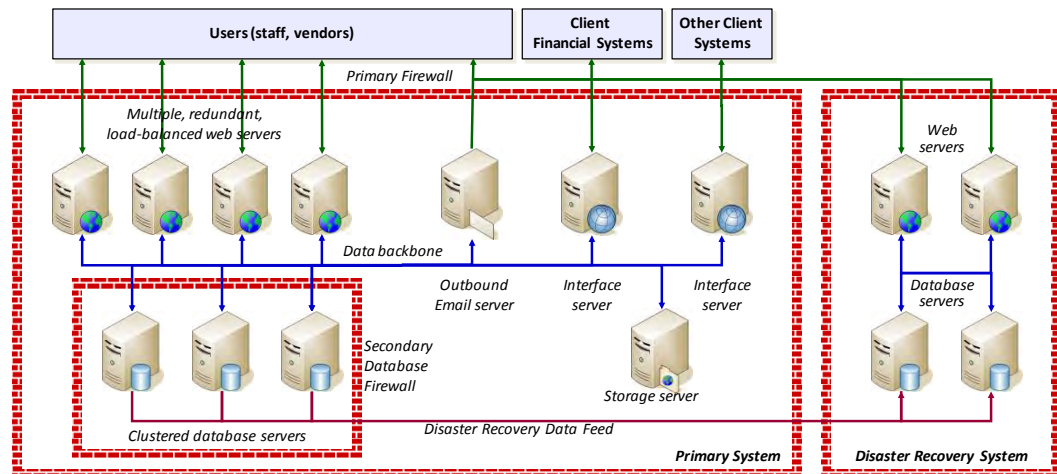 Users (staff, vendors)
Client
Financial Systems
Other Client
Systems
Primary Firewall
Multiple, redundant,
load-balanced web servers
Web
servers
Data backbone
Outbound
Email server
Interface
server
Interface
server
Database
servers
Secondary
Database
Firewall
Storage server
Clustered database servers
Disaster Recovery Data Feed
Primary System
Disaster Recovery System